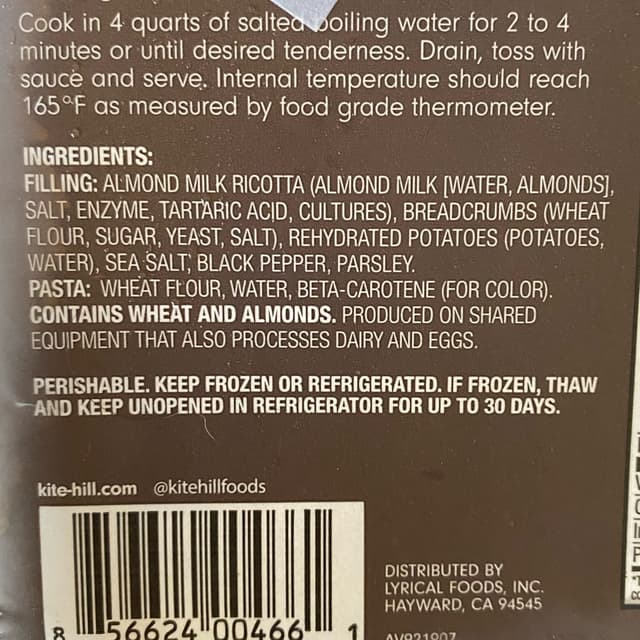 Cook in 4 quarts of salted boiling water for 2 to 4
minutes or until desired tenderness. Drain, toss with
sauce and serve. Internal temperature should reach
165°F as measured by food grade thermometer.
INGREDIENTS:
FILLING: ALMOND MILK RICOTTA (ALMOND MILK [WATER, ALMONDS],
SALT, ENZYME, TARTARIC ACID, CULTURES), BREADCRUMBS (WHEAT
FLOUR, SUGAR, YEAST, SALT), REHYDRATED POTATOES (POTATOES,
WATER), SEA SALT, BLACK PEPPER, PARSLEY.
PASTA: WHEAT FLOUR, WATER, BETA-CAROTENE (FOR COLOR).
CONTAINS WHEAT AND ALMONDS. PRODUCED ON SHARED
EQUIPMENT THAT ALSO PROCESSES DAIRY AND EGGS.
PERISHABLE. KEEP FROZEN OR REFRIGERATED. IF FROZEN, THAW
AND KEEP UNOPENED IN REFRIGERATOR FOR UP TO 30 DAYS.
kite-hill.com @kitehillfoods
8 56624 00466 1
DISTRIBUTED BY
LYRICAL FOODS, INC.
HAYWARD, CA 94545